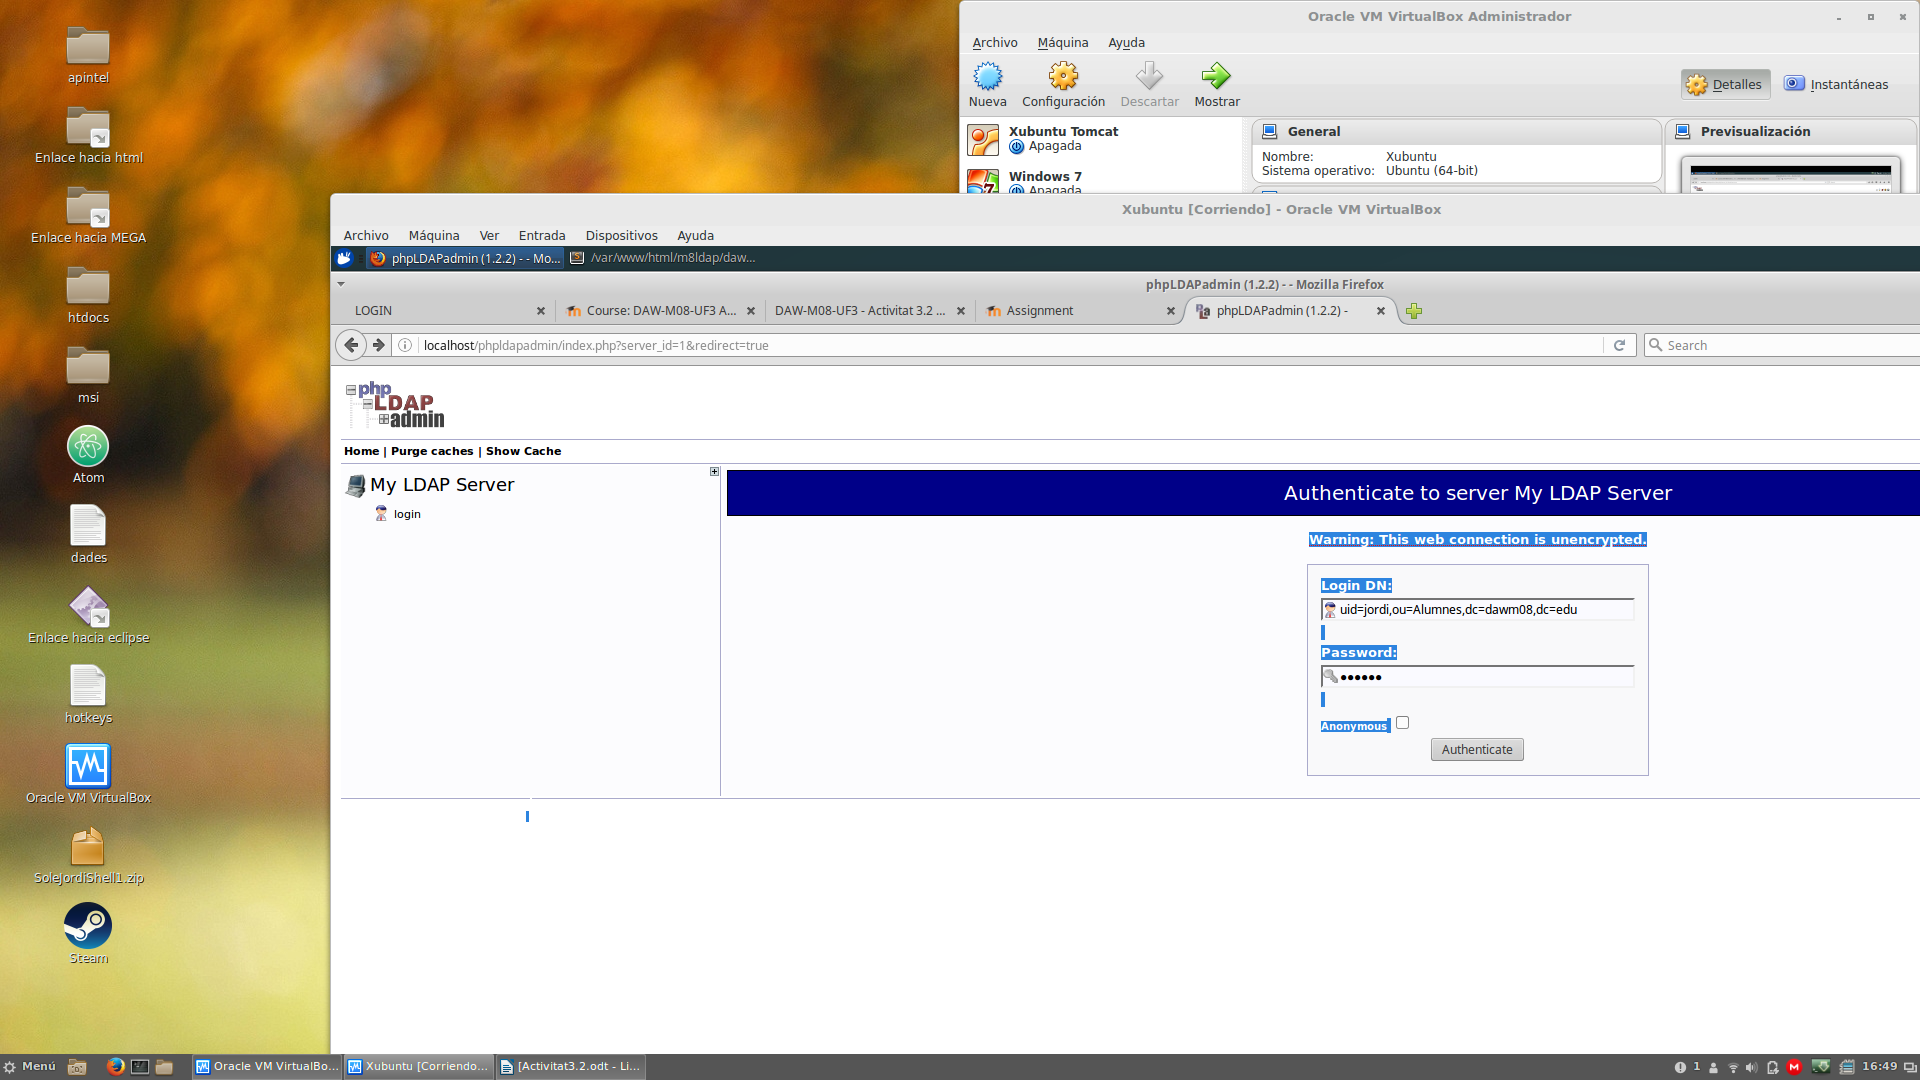 apintel
Enlace hacia html
Enlace hacia MEGA
htdocs
msi
Atom
dades
Enlace hacia eclipse
hotkeys
Oracle VM VirtualBox
SoleJordiShell1.zip
Steam
Oracle VM VirtualBox Administrador
Archivo Máquina Ayuda
Nueva Configuración Descartar Mostrar Detalles Instantáneas
Xubuntu Tomcat
Apagada
Windows 7
Apagada
General
Nombre: Xubuntu
Sistema operativo: Ubuntu (64-bit)
Previsualización
Xubuntu [Corriendo] - Oracle VM VirtualBox
Archivo Máquina Ver Entrada Dispositivos Ayuda
phpLDAPadmin (1.2.2) - - Mo... /var/www/html/m8ldap/daw...
phpLDAPadmin (1.2.2) - - Mozilla Firefox
LOGIN Course: DAW-M08-UF3 A... DAW-M08-UF3 - Activitat 3.2 ... Assignment phpLDAPadmin (1.2.2) -
localhost/phpldapadmin/index.php?server_id=1&redirect=true Search
php
LDAP
admin
Home | Purge caches | Show Cache
My LDAP Server
login
Authenticate to server My LDAP Server
Warning: This web connection is unencrypted.
Login DN:
uid=jordi,ou=Alumnes,dc=dawm08,dc=edu
Password:
••••••
Anonymous
Authenticate
Menú Oracle VM VirtualBo... Xubuntu [Corriendo... [Activitat3.2.odt - Li... 1 16:49